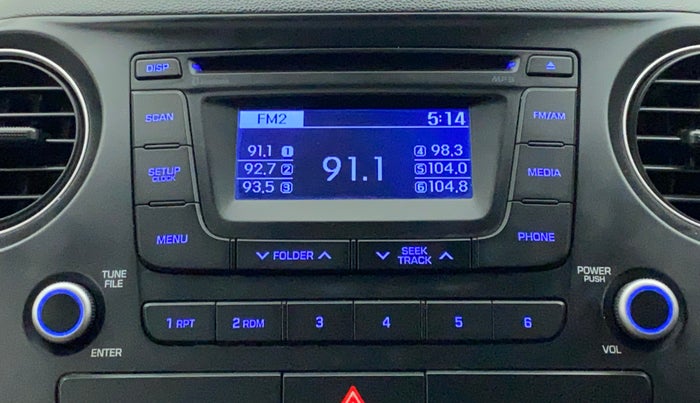 DISP
MP3
SCAN
FM/AM
FM2 5:14
91.1 1
92.7 2
93.5 3
91.1
4 98.3
5 104.0
6 104.8
SETUP
CLOCK
MEDIA
MENU
FOLDER
SEEK
TRACK
PHONE
TUNE
FILE
POWER
PUSH
1 RPT
2 RDM
3
4
5
6
ENTER
VOL